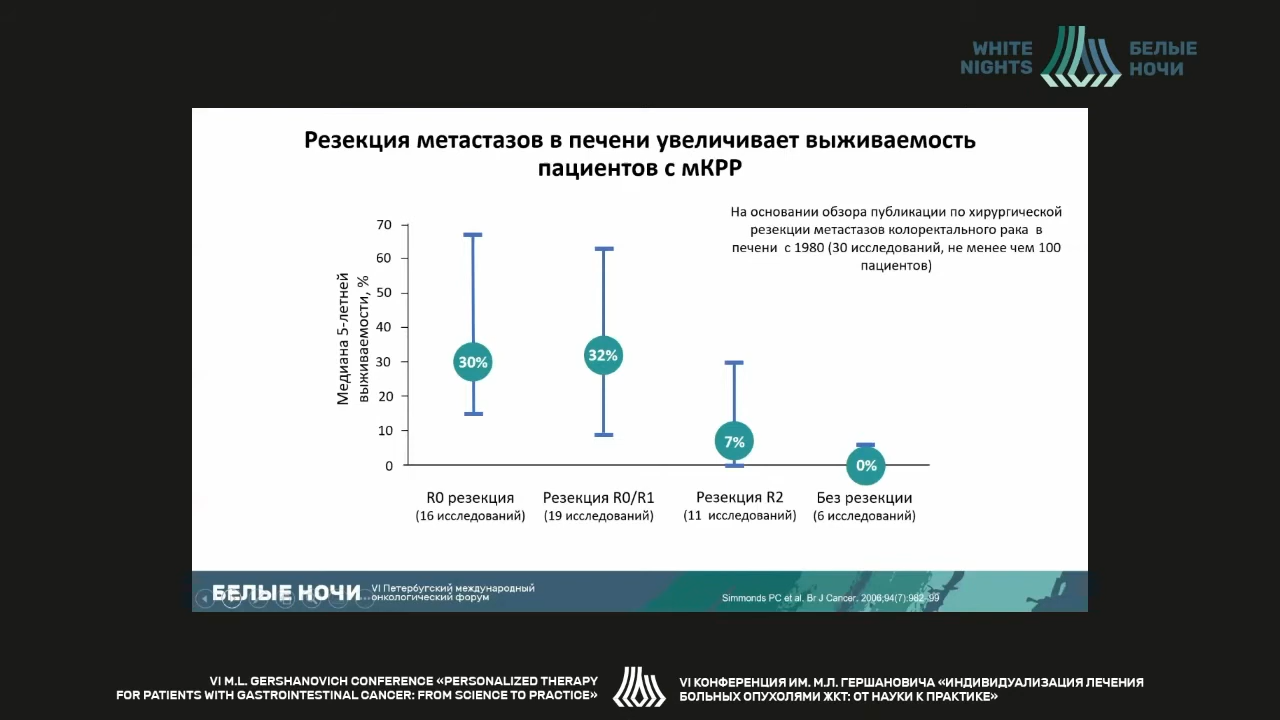 WHITE
NIGHTS
БЕЛЫЕ
НОЧИ
Резекция метастазов в печени увеличивает выживаемость
пациентов с мКРР
На основании обзора публикации по хирургической
резекции метастазов колоректального рака в
печени с 1980 (30 исследований, не менее чем 100
пациентов)
Медиана 5-летней
выживаемости, %
70
60
50
40
30
20
10
0
30%
32%
7%
0%
R0 резекция
(16 исследований)
Резекция R0/R1
(19 исследований)
Резекция R2
(11 исследований)
Без резекции
(6 исследований)
БЕЛЫЕ НОЧИ
VI Петербугский международный
онкологический форум
Simmonds PC et al. Br J Cancer. 2006;94(7):982–99
VI M.L. GERSHANOVICH CONFERENCE «PERSONALIZED THERAPY
FOR PATIENTS WITH GASTROINTESTINAL CANCER: FROM SCIENCE TO PRACTICE»
VI КОНФЕРЕНЦИЯ ИМ. М.Л. ГЕРШАНОВИЧА «ИНДИВИДУАЛИЗАЦИЯ ЛЕЧЕНИЯ
БОЛЬНЫХ ОПУХОЛЯМИ ЖКТ: ОТ НАУКИ К ПРАКТИКЕ»